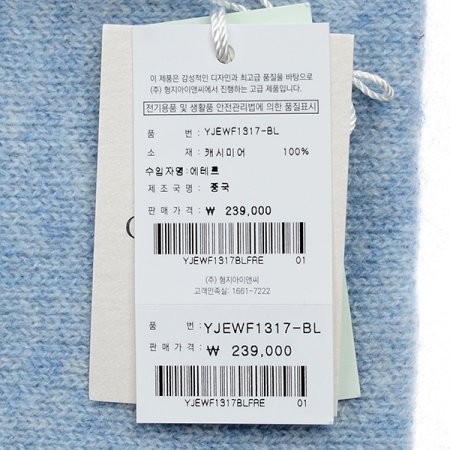 이 제품은 감성적인 디자인과 최고급 품질을 바탕으로
(주) 형지아이앤씨에서 진행하는 고급 제품입니다.
전기용품 및 생활품 안전관리법에 의한 품질표시
품 번 : YJEWF1317-BL
소 재 : 캐시미어 100%
수입자명:에테르
제조국명 : 중국
판매가격 : ₩ 239,000
YJEWF1317BLFRE 01
(주) 형지아이앤씨
고객만족실: 1661-7222
품 번 : YJEWF1317-BL
판매가격 : ₩ 239,000
YJEWF1317BLFRE 01